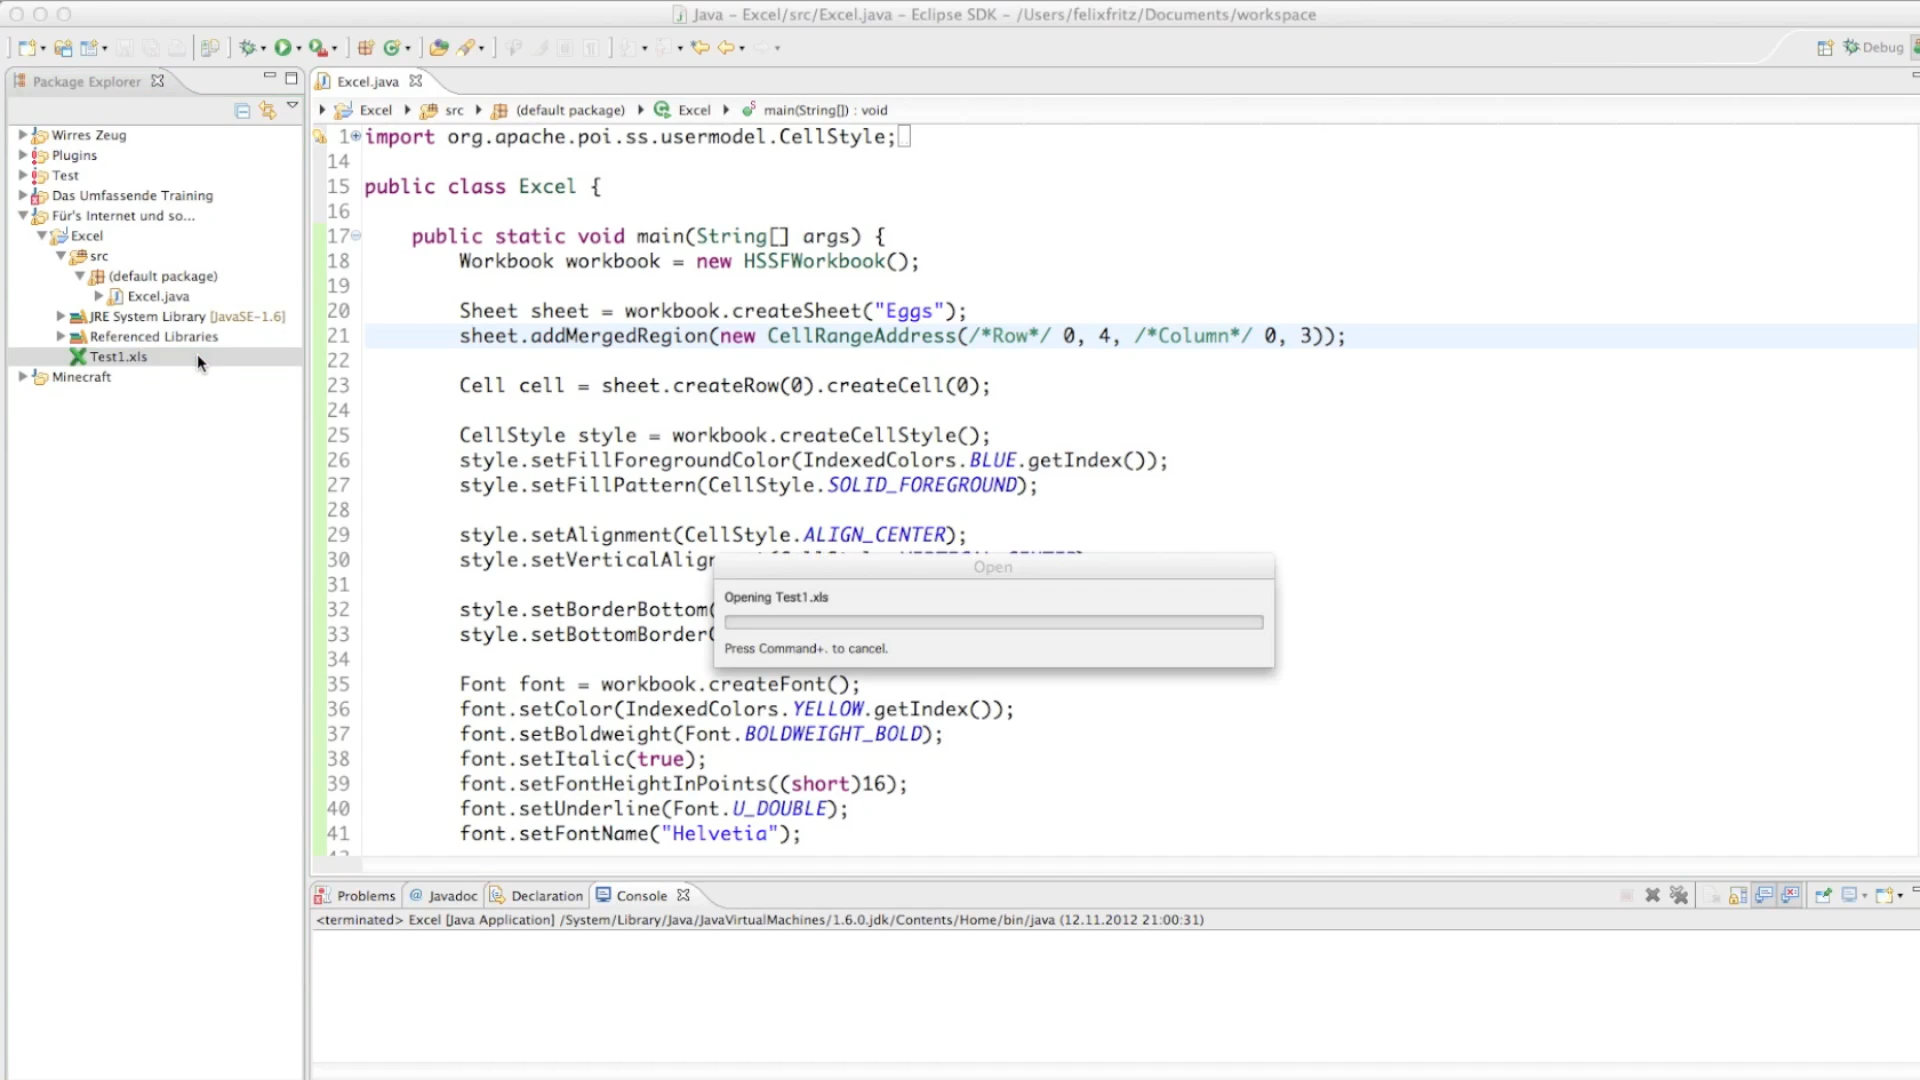 Java – Excel/src/Excel.java – Eclipse SDK – /Users/felixfritz/Documents/workspace
Debug
Package Explorer
Wirres Zeug
Plugins
Test
Das Umfassende Training
Für's Internet und so...
Excel
src
(default package)
Excel.java
JRE System Library [JavaSE-1.6]
Referenced Libraries
Test1.xls
Minecraft
Excel.java
Excel src (default package) Excel main(String[]) : void
1 import org.apache.poi.ss.usermodel.CellStyle;
14
15 public class Excel {
16
17 public static void main(String[] args) {
18 Workbook workbook = new HSSFWorkbook();
19
20 Sheet sheet = workbook.createSheet("Eggs");
21 sheet.addMergedRegion(new CellRangeAddress(/*Row*/ 0, 4, /*Column*/ 0, 3));
22
23 Cell cell = sheet.createRow(0).createCell(0);
24
25 CellStyle style = workbook.createCellStyle();
26 style.setFillForegroundColor(IndexedColors.BLUE.getIndex());
27 style.setFillPattern(CellStyle.SOLID_FOREGROUND);
28
29 style.setAlignment(CellStyle.ALIGN_CENTER);
30 style.setVerticalAlign
31
32 style.setBorderBottom(
33 style.setBottomBorder
34
35 Font font = workbook.createFont();
36 font.setColor(IndexedColors.YELLOW.getIndex());
37 font.setBoldweight(Font.BOLDWEIGHT_BOLD);
38 font.setItalic(true);
39 font.setFontHeightInPoints((short)16);
40 font.setUnderline(Font.U_DOUBLE);
41 font.setFontName("Helvetia");
Open
Opening Test1.xls
Press Command+. to cancel.
Problems Javadoc Declaration Console
<terminated> Excel [Java Application] /System/Library/Java/JavaVirtualMachines/1.6.0.jdk/Contents/Home/bin/java (12.11.2012 21:00:31)